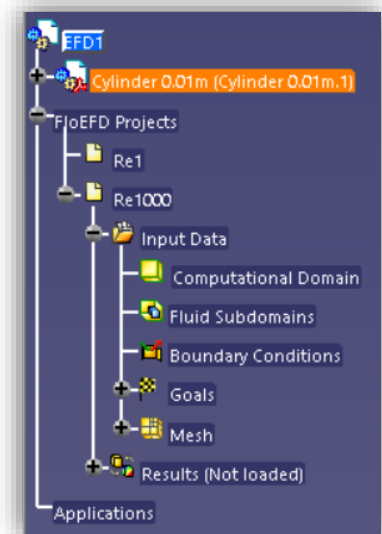 EFD1
Cylinder 0.01m (Cylinder 0.01m.1)
FloEFD Projects
Re1
Re1000
Input Data
Computational Domain
Fluid Subdomains
Boundary Conditions
Goals
Mesh
Results (Not loaded)
Applications